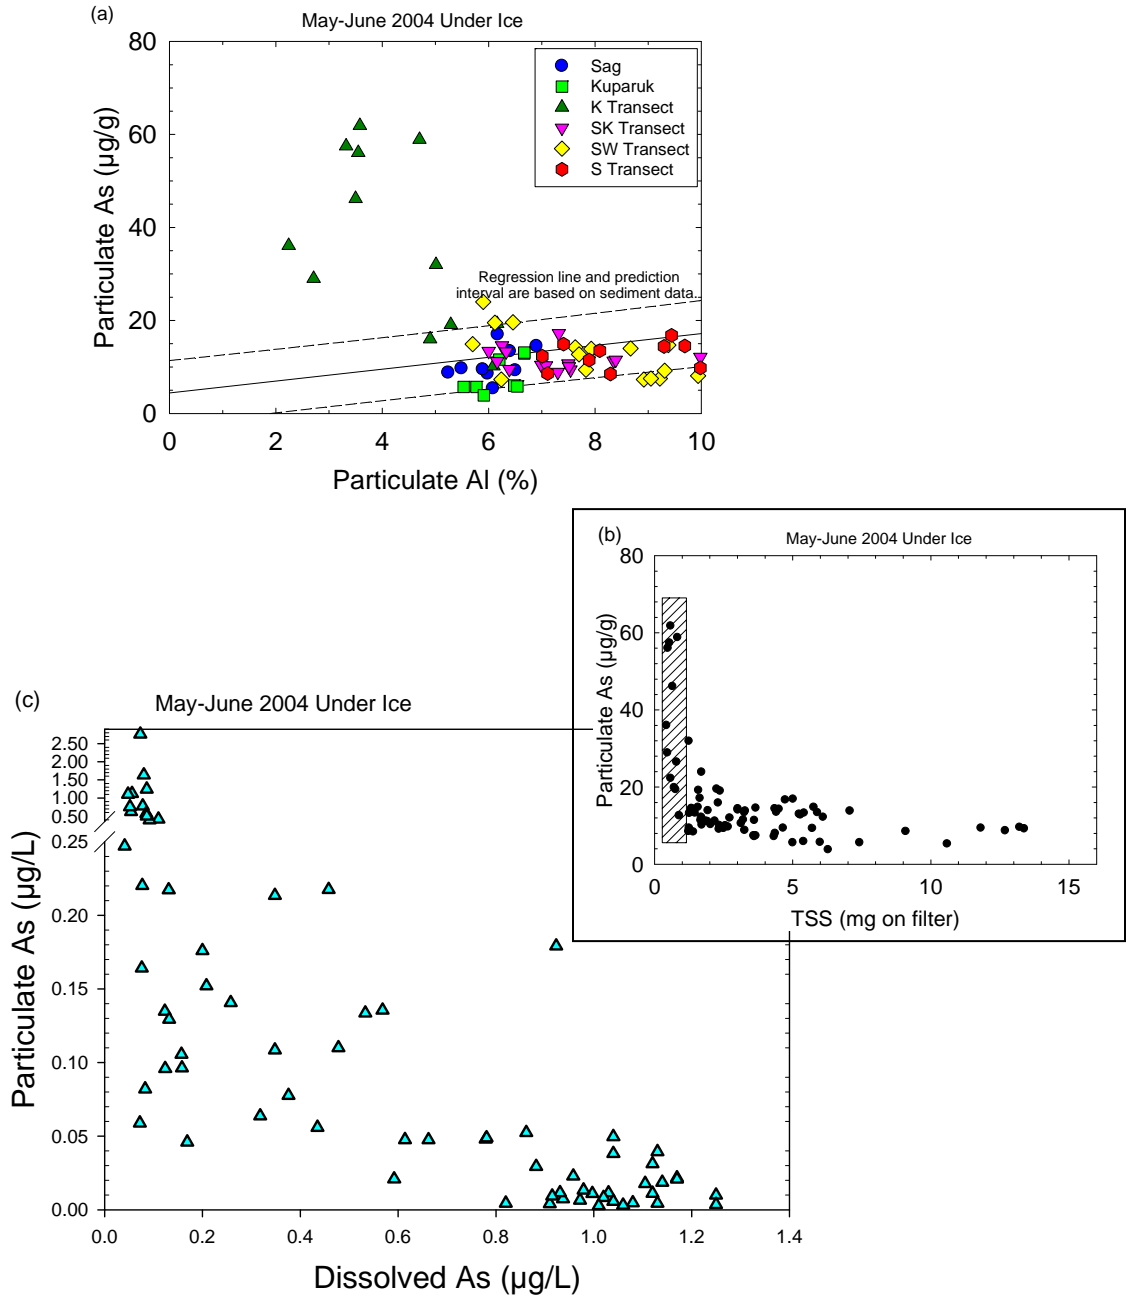 (a)
May-June 2004 Under Ice
80
60
40
20
0
Particulate As (µg/g)
Sag
Kuparuk
K Transect
SK Transect
SW Transect
S Transect
Regression line and prediction
interval are based on sediment data..
0 2 4 6 8 10
Particulate Al (%)
(b)
May-June 2004 Under Ice
80
60
40
20
0
Particulate As (µg/g)
0 5 10 15
TSS (mg on filter)
(c)
May-June 2004 Under Ice
2.50
2.00
1.50
1.00
0.50
0.25
0.20
0.15
0.10
0.05
0.00
Particulate As (µg/L)
0.0 0.2 0.4 0.6 0.8 1.0 1.2 1.4
Dissolved As (µg/L)